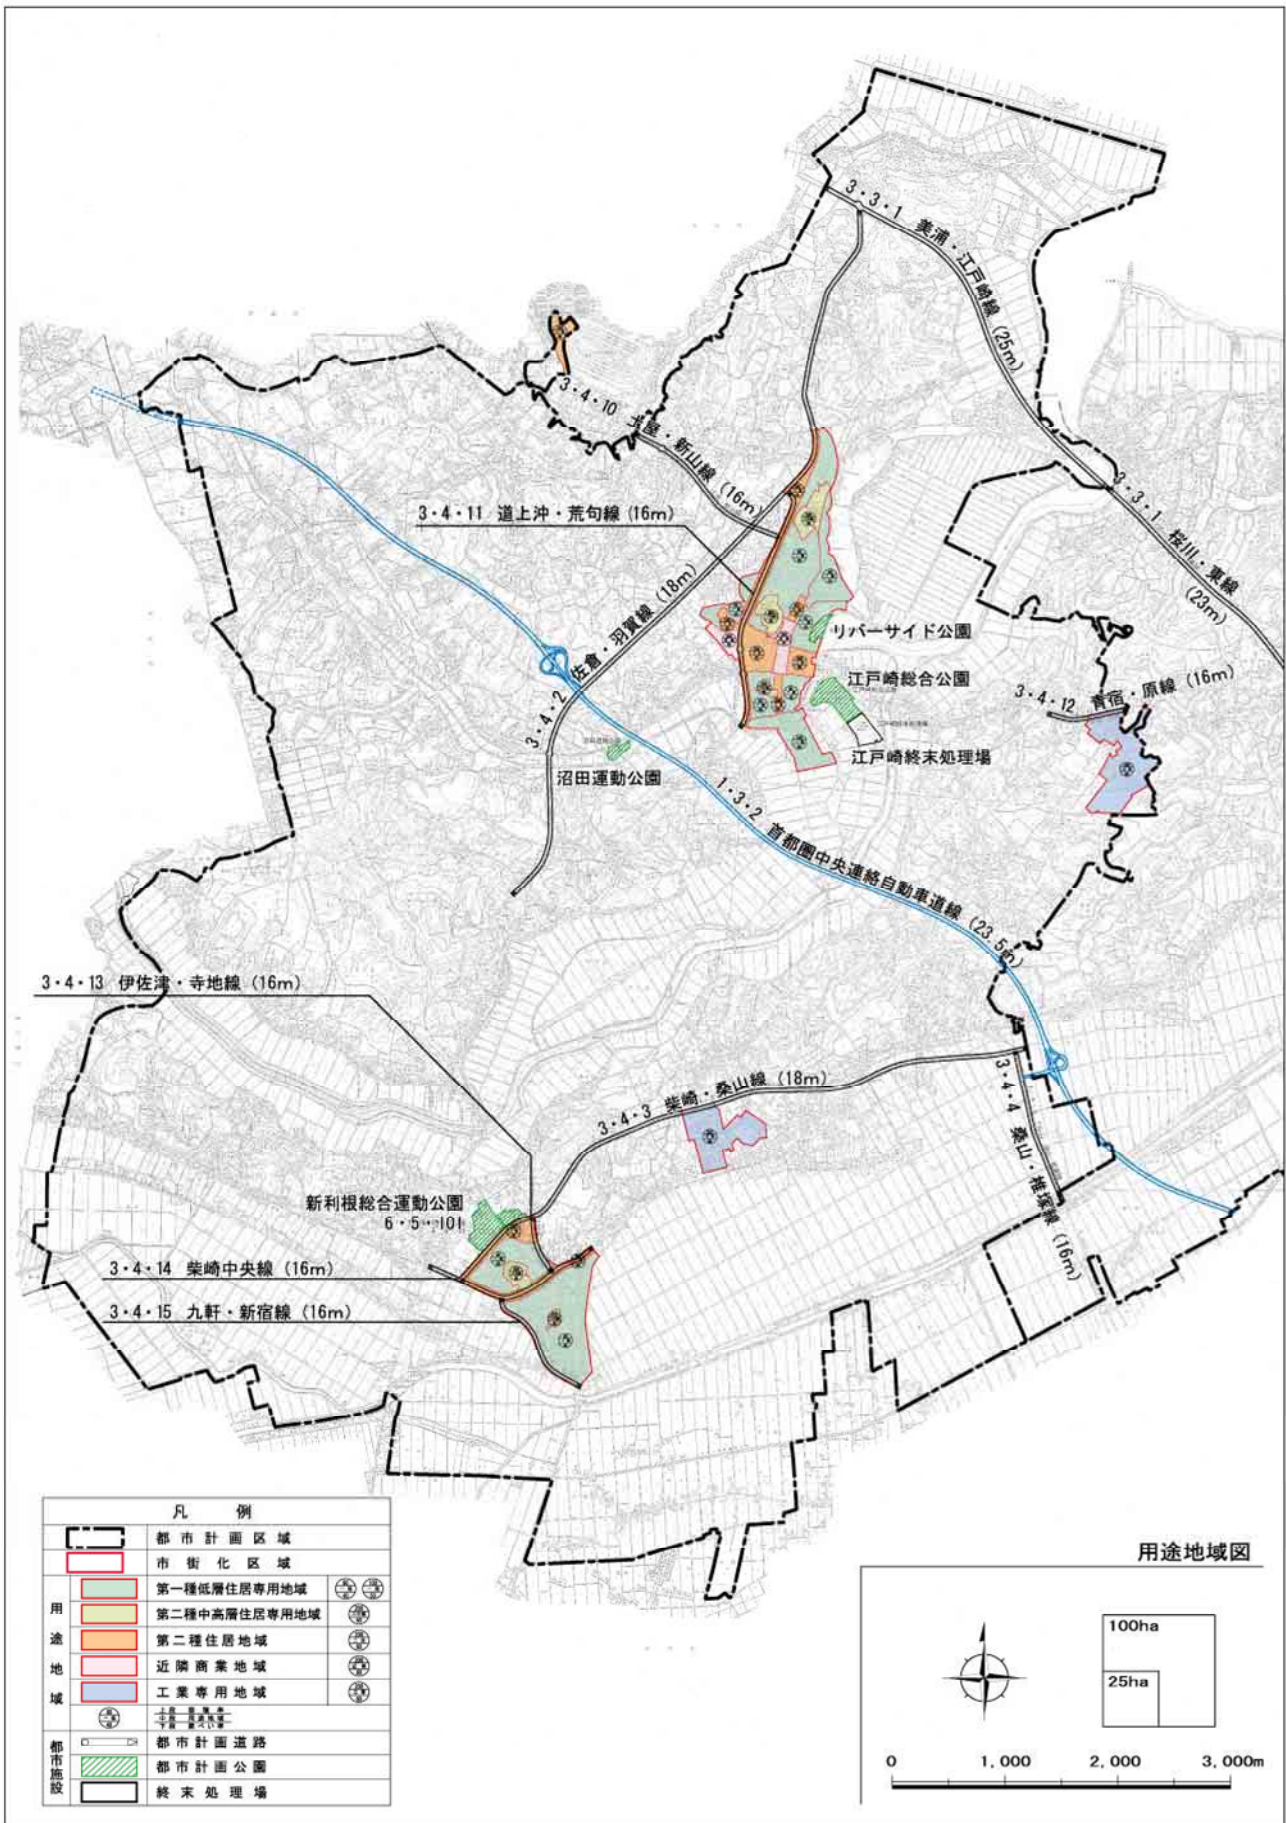 3・3・1 美浦・江戸崎線 (25m)
3・4・10 犬塚・新山線 (16m)
3・3・1 桜川・東線 (23m)
3・4・11 道上沖・荒句線 (16m)
3・4・2 佐倉・羽賀線 (18m)
リバーサイド公園
江戸崎総合公園
3・4・12 青宿・原線 (16m)
江戸崎終末処理場
沼田運動公園
1・3・2 首都圏中央連絡自動車道線 (23.5m)
3・4・13 伊佐津・寺地線 (16m)
3・4・3 柴崎・桑山線 (18m)
3・4・4 桑山・椎塚線 (16m)
新利根総合運動公園
6・5・101
3・4・14 柴崎中央線 (16m)
3・4・15 九軒・新宿線 (16m)
凡例
都市計画区域
市街化区域
用途地域
第一種低層住居専用地域
第二種中高層住居専用地域
第二種住居地域
近隣商業地域
工業専用地域
都市施設
都市計画道路
都市計画公園
終末処理場
用途地域図
100ha
25ha
0 1,000 2,000 3,000m